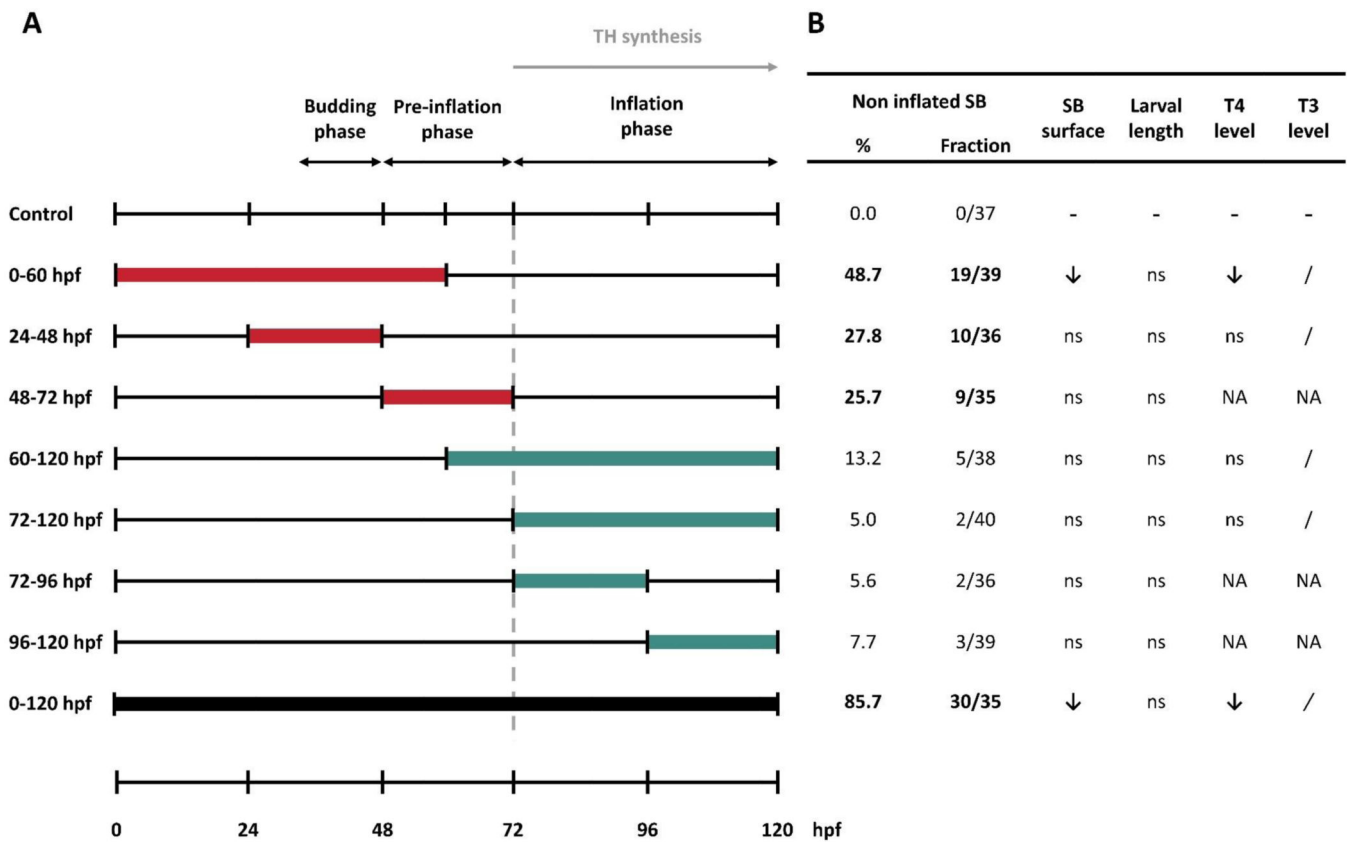 A
TH synthesis
Budding phase
Pre-inflation phase
Inflation phase
B
Non inflated SB
SB surface
Larval length
T4 level
T3 level
%
Fraction
Control 0.0 0/37 - - - -
0-60 hpf 48.7 19/39 ↓ ns ↓ /
24-48 hpf 27.8 10/36 ns ns ns /
48-72 hpf 25.7 9/35 ns ns NA NA
60-120 hpf 13.2 5/38 ns ns ns /
72-120 hpf 5.0 2/40 ns ns ns /
72-96 hpf 5.6 2/36 ns ns NA NA
96-120 hpf 7.7 3/39 ns ns NA NA
0-120 hpf 85.7 30/35 ↓ ns ↓ /
0 24 48 72 96 120 hpf